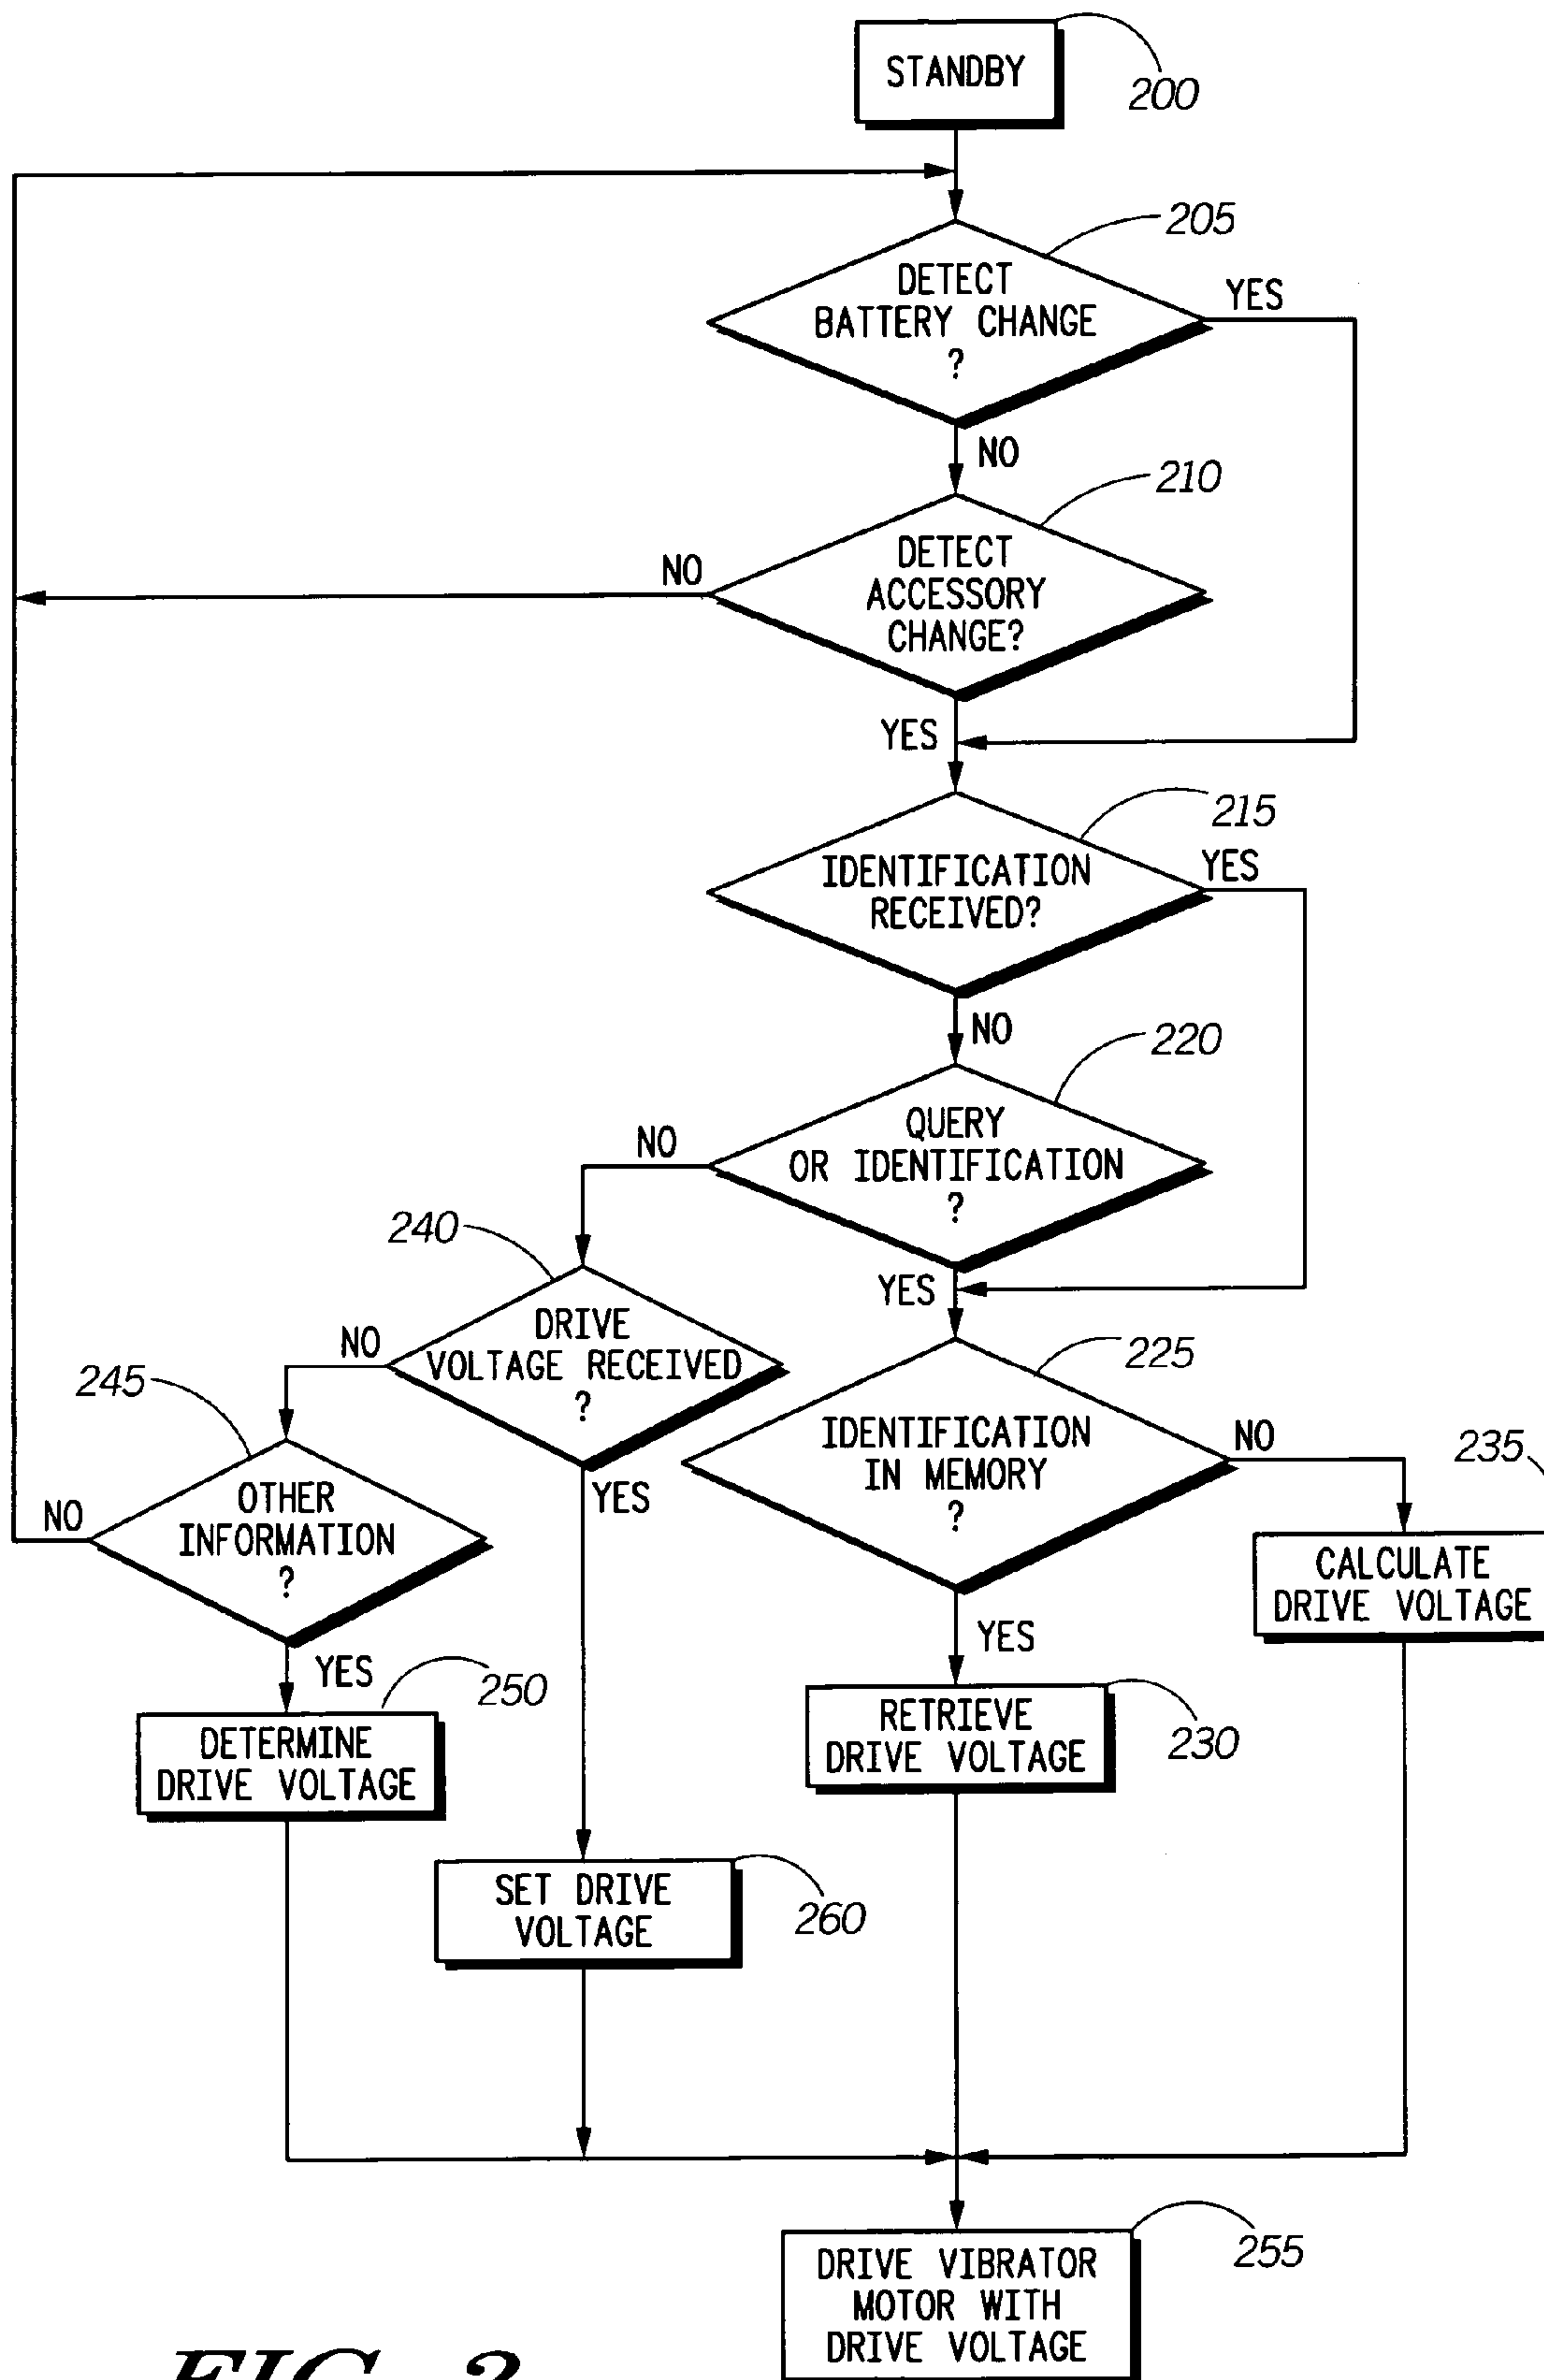 STANDBY
200
205
DETECT
BATTERY CHANGE
?
YES
NO
210
DETECT
ACCESSORY
CHANGE?
NO
YES
215
IDENTIFICATION
RECEIVED?
YES
NO
220
QUERY
OR IDENTIFICATION
?
NO
YES
240
DRIVE
VOLTAGE RECEIVED
?
NO
YES
225
IDENTIFICATION
IN MEMORY
?
NO
YES
235
CALCULATE
DRIVE VOLTAGE
245
OTHER
INFORMATION
?
NO
YES
250
DETERMINE
DRIVE VOLTAGE
RETRIEVE
DRIVE VOLTAGE
230
SET DRIVE
VOLTAGE
260
255
DRIVE VIBRATOR
MOTOR WITH
DRIVE VOLTAGE
FIG.